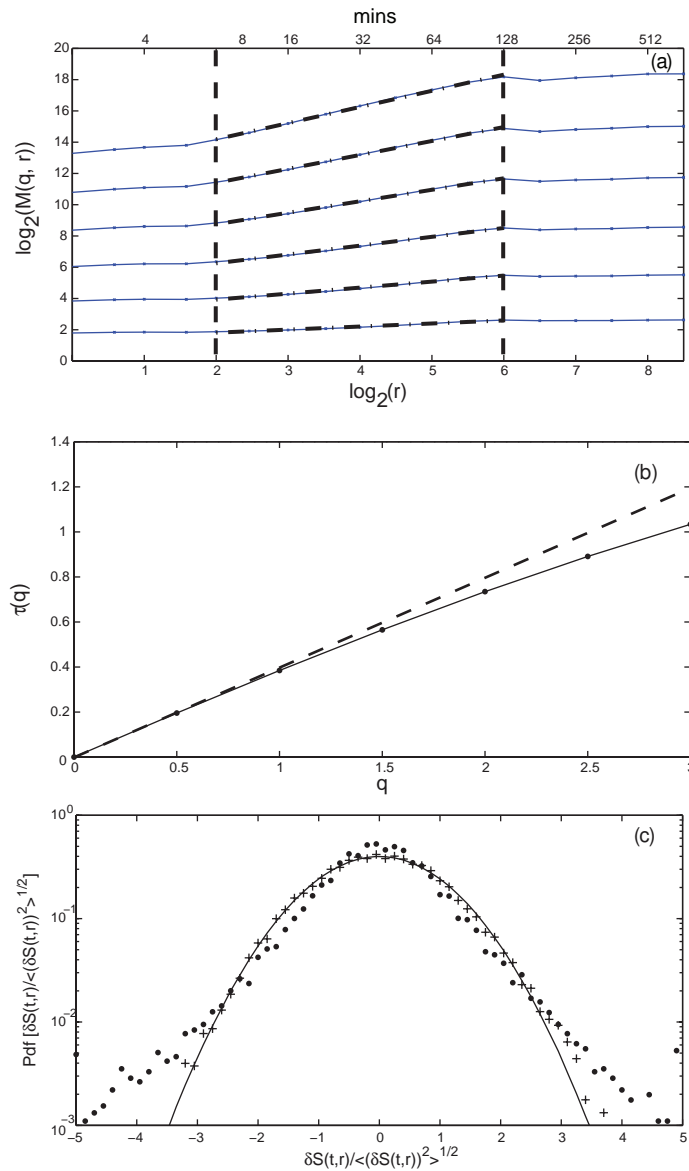 mins
4 8 16 32 64 128 256 512
(a)
20
18
16
14
12
10
8
6
4
2
0
log2(M(q, r))
1 2 3 4 5 6 7 8
log2(r)
1.4
1.2
1
0.8
0.6
0.4
0.2
0
(b)
τ(q)
0 0.5 1 1.5 2 2.5 3
q
10^0
10^-1
10^-2
10^-3
(c)
Pdf [δS(t,r)/<(δS(t,r))^2>^1/2]
−5 −4 −3 −2 −1 0 1 2 3 4 5
δS(t,r)/<(δS(t,r))^2>^1/2